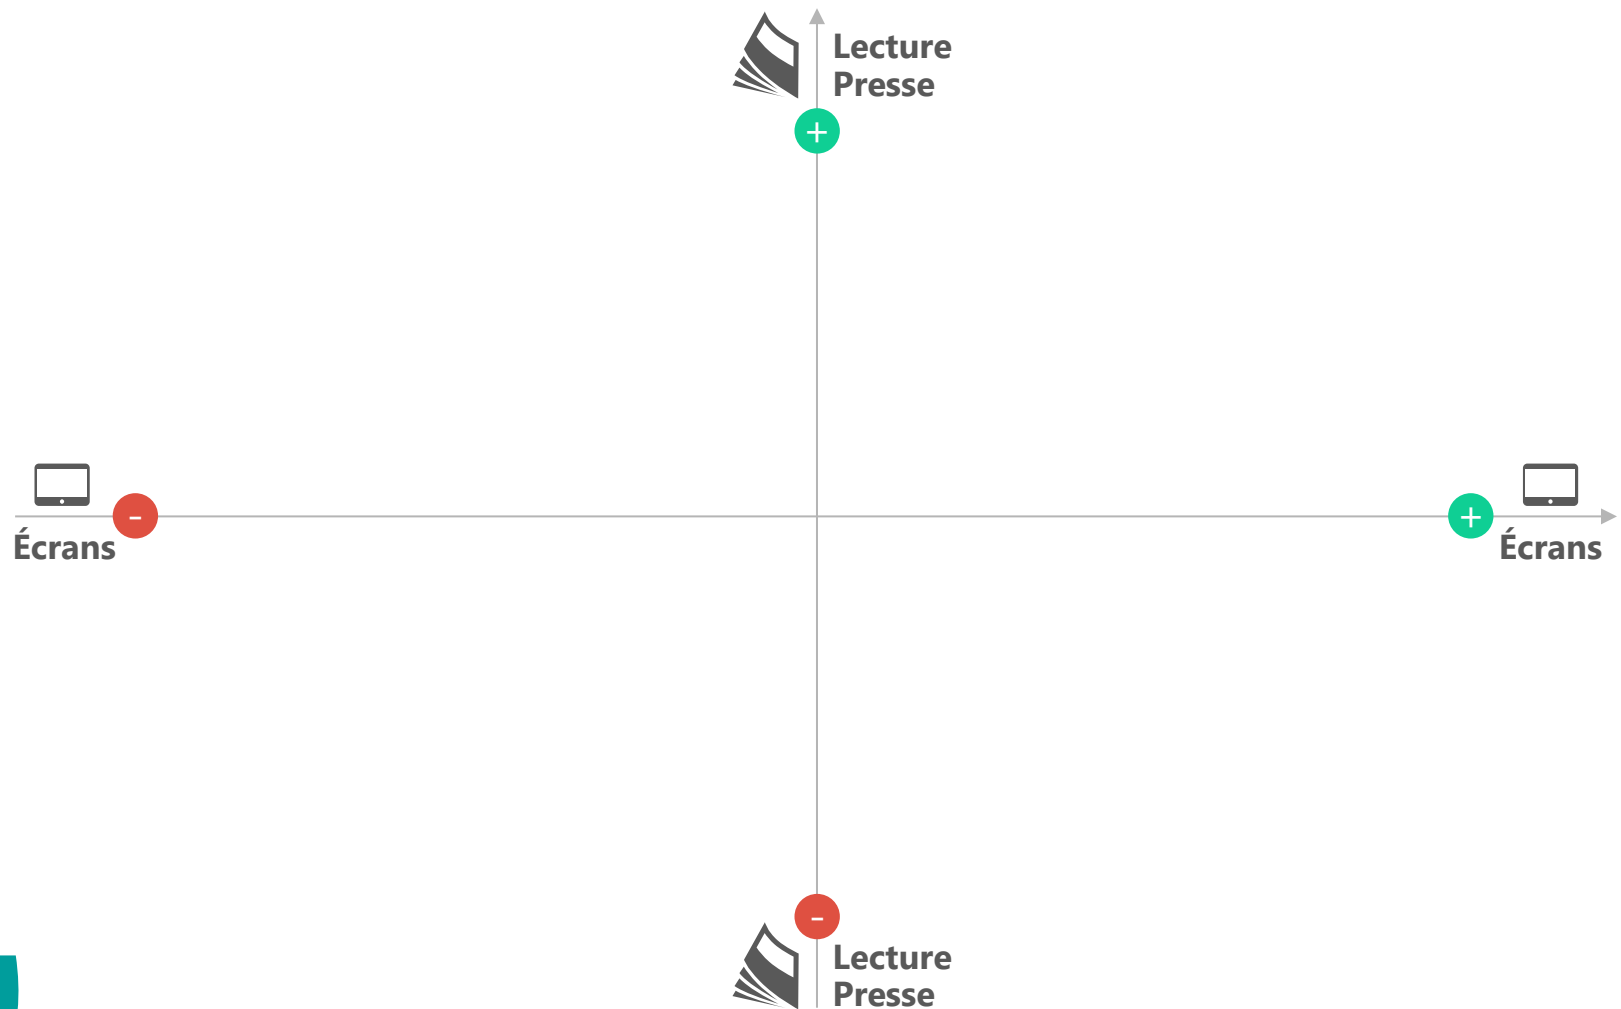 Lecture
Presse
+
-
+
Écrans
Écrans
-
Lecture
Presse